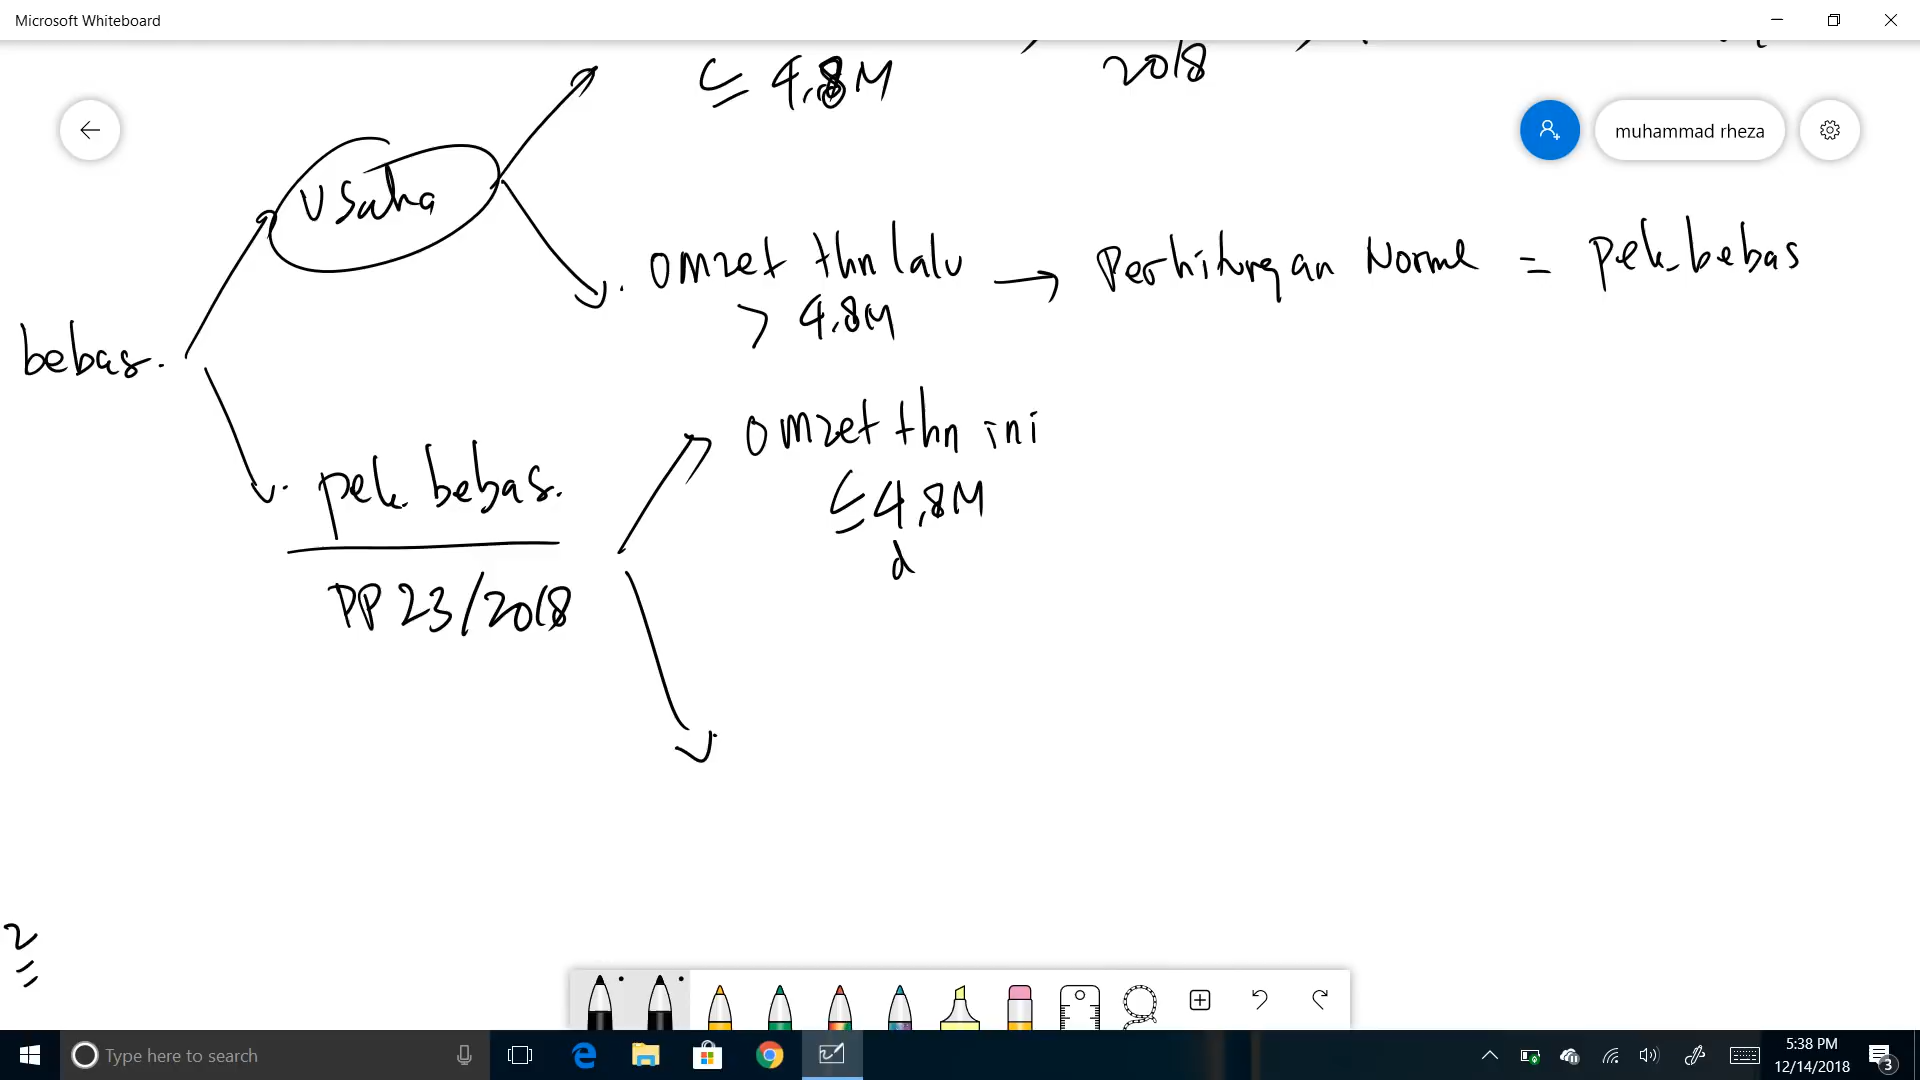 Microsoft Whiteboard
≤ 4,8M
2018
muhammad rheza
Usaha
omzet thn lalu → Perhitungan Norma = pek. bebas
> 4,8M
bebas.
omzet thn ini
≤ 4,8M
d
pek. bebas.
PP 23/2018
2
Type here to search
5:38 PM
12/14/2018
3